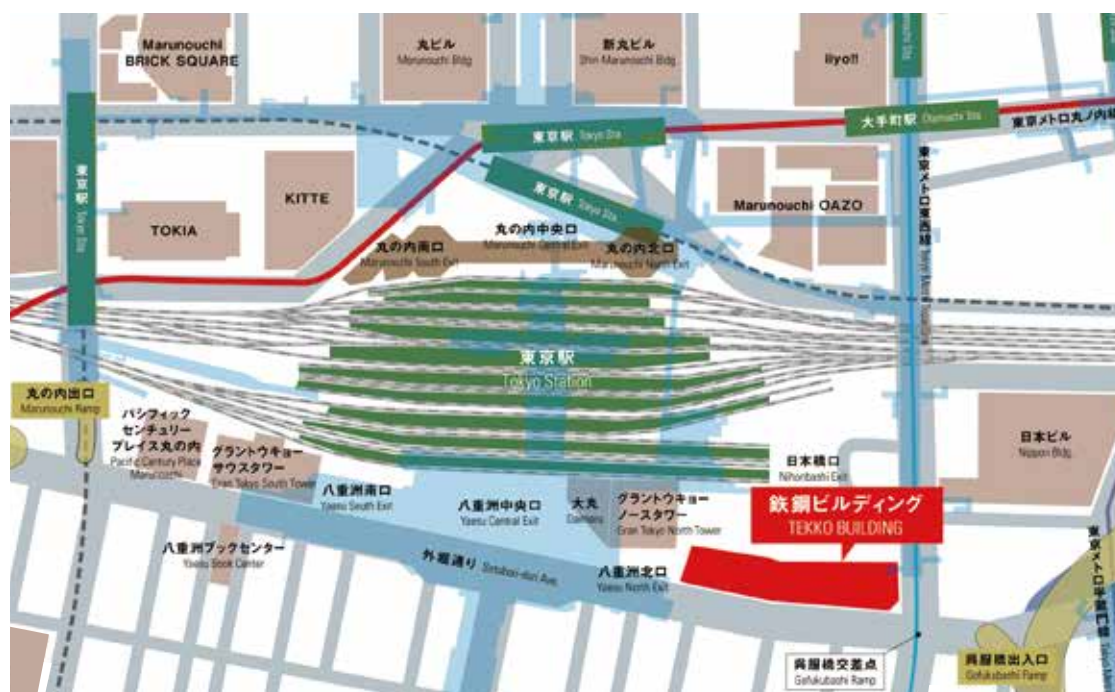 Marunouchi
BRICK SQUARE
丸ビル
Marunouchi Bldg
新丸ビル
Shin-Marunouchi Bldg.
iiyo!!
大手町駅 Otemachi Sta.
東京メトロ丸ノ内線
東京駅 Tokyo Sta.
東京駅 Tokyo Sta.
東京駅 Tokyo Sta.
KITTE
TOKIA
Marunouchi OAZO
丸の内中央口
Marunouchi Central Exit
丸の内南口
Marunouchi South Exit
丸の内北口
Marunouchi North Exit
東京メトロ東西線
東京駅
Tokyo Station
丸の内出口
Marunouchi Ramp
パシフィック
センチュリー
プレイス丸の内
Pacific Century Place
Marunouchi
グラントウキョー
サウスタワー
Gran Tokyo South Tower
八重洲南口
Yaesu South Exit
八重洲中央口
Yaesu Central Exit
大丸
Daimaru
グラントウキョー
ノースタワー
Gran Tokyo North Tower
日本橋口
Nihonbashi Exit
日本ビル
Nippon Bldg.
鉃鋼ビルディング
TEKKO BUILDING
八重洲ブックセンター
Yaesu Book Center
外堀通り Sotobori-dori Ave.
八重洲北口
Yaesu North Exit
呉服橋交差点
Gofukubashi Ramp
呉服橋出入口
Gofukubashi Ramp
東京メトロ半蔵門線